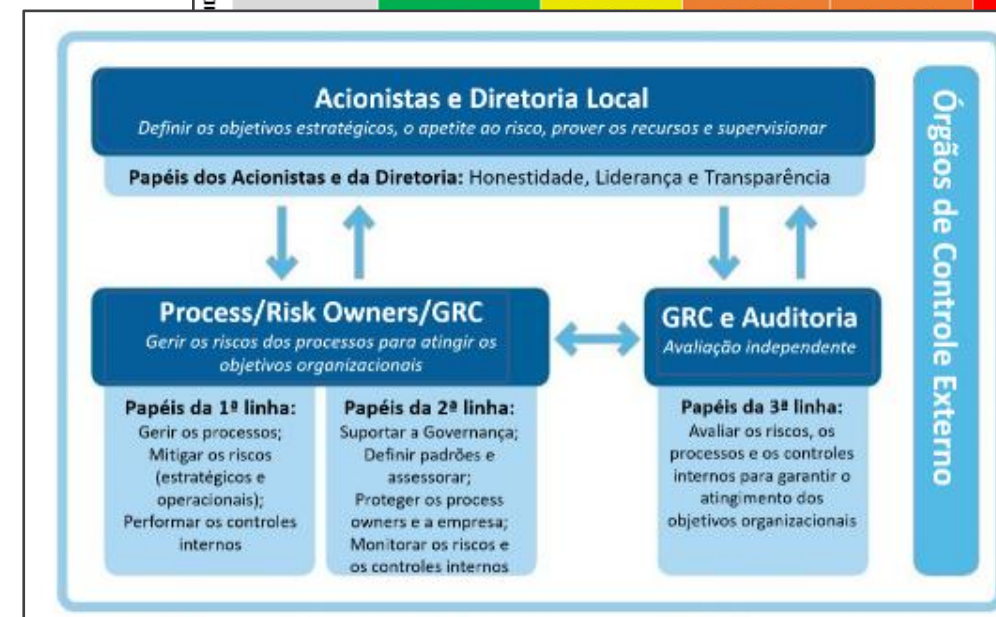 Acionistas e Diretoria Local
Definir os objetivos estratégicos, o apetite ao risco, prover os recursos e supervisionar
Papéis dos Acionistas e da Diretoria: Honestidade, Liderança e Transparência
Process/Risk Owners/GRC
Gerir os riscos dos processos para atingir os
objetivos organizacionais
Papéis da 1ª linha:
Gerir os processos;
Mitigar os riscos
(estratégicos e
operacionais);
Performar os controles
internos
Papéis da 2ª linha:
Suportar a Governança;
Definir padrões e
assessorar;
Proteger os process
owners e a empresa;
Monitorar os riscos e
os controles internos
GRC e Auditoria
Avaliação independente
Papéis da 3ª linha:
Avaliar os riscos, os
processos e os controles
internos para garantir o
atingimento dos
objetivos organizacionais
Órgãos de Controle Externo